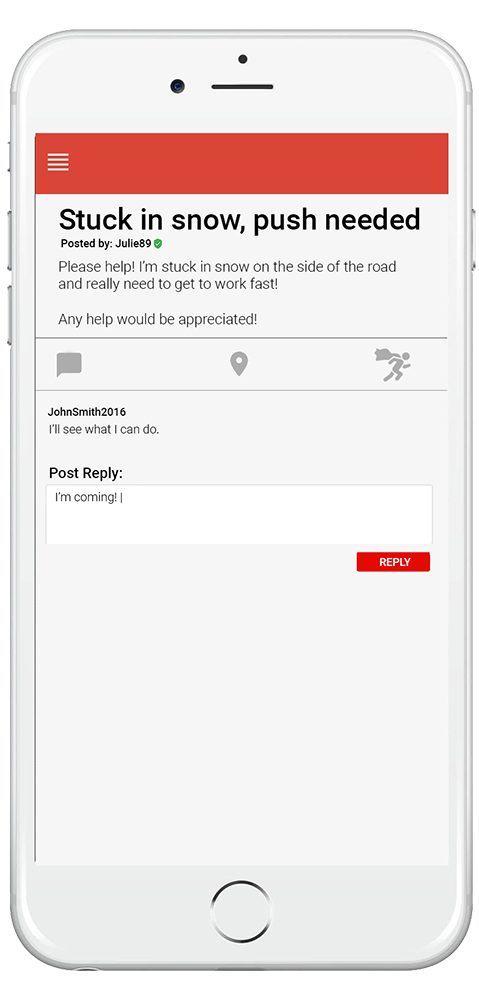 Stuck in snow, push needed
Posted by: Julie89
Please help! I'm stuck in snow on the side of the road
and really need to get to work fast!
Any help would be appreciated!
JohnSmith2016
I'll see what I can do.
Post Reply:
I'm coming! |
REPLY